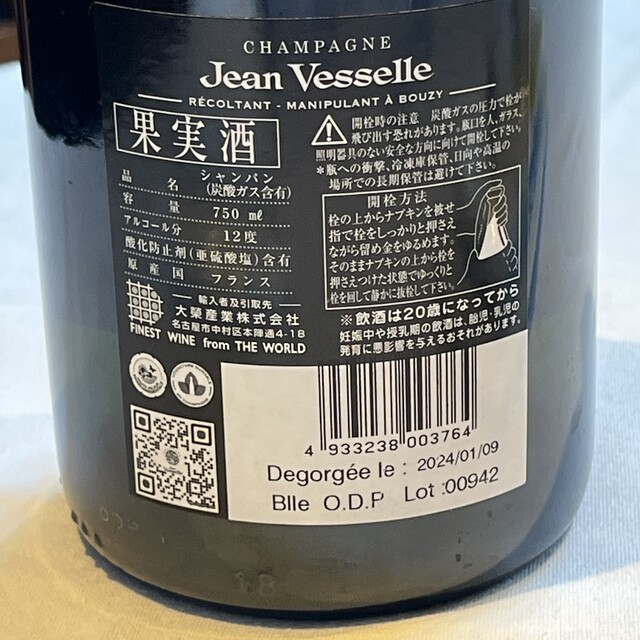 CHAMPAGNE
Jean Vesselle
RÉCOLTANT - MANIPULANT À BOUZY
果実酒
品名 シャンパン
(炭酸ガス含有)
容量 750 ml
アルコール分 12度
酸化防止剤(亜硫酸塩)含有
原産国 フランス
輸入者及引取先
大榮産業株式会社
名古屋市中村区本陣通4-18
FINEST WINE from THE WORLD
開栓時の注意 炭酸ガスの圧力で栓が
飛び出す恐れがあります。瓶口を人、ガラス、
照明器具のない安全な方向に向けて開栓して下さい。
*瓶への衝撃、冷凍庫保管、日向や高温の
場所での長期保管は避けて下さい。
開栓方法
栓の上からナプキンを被せ
指で栓をしっかりと押さえ
ながら留め金をゆるめます。
そのままナプキンの上から栓を
押さえつけた状態でゆっくりと
栓を回して静かに抜栓して下さい。
※飲酒は20歳になってから
妊娠中や授乳期の飲酒は、胎児・乳児の
発育に悪影響を与えるおそれがあります。
4 933238 003764
Degorgée le : 2024/01/09
Blle O.D.P Lot :00942